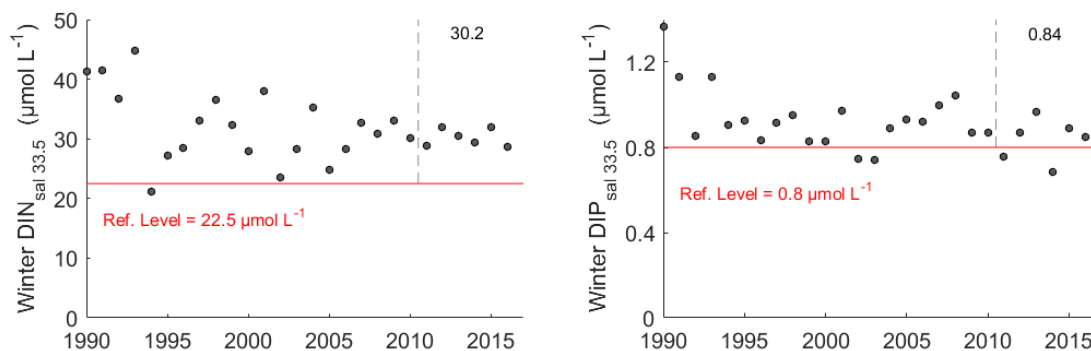 50
40
30
20
10
0
Winter DIN sal 33.5 (µmol L⁻¹)
30.2
Ref. Level = 22.5 µmol L⁻¹
1990 1995 2000 2005 2010 2015
1.2
0.8
0.4
0
Winter DIP sal 33.5 (µmol L⁻¹)
0.84
Ref. Level = 0.8 µmol L⁻¹
1990 1995 2000 2005 2010 2015